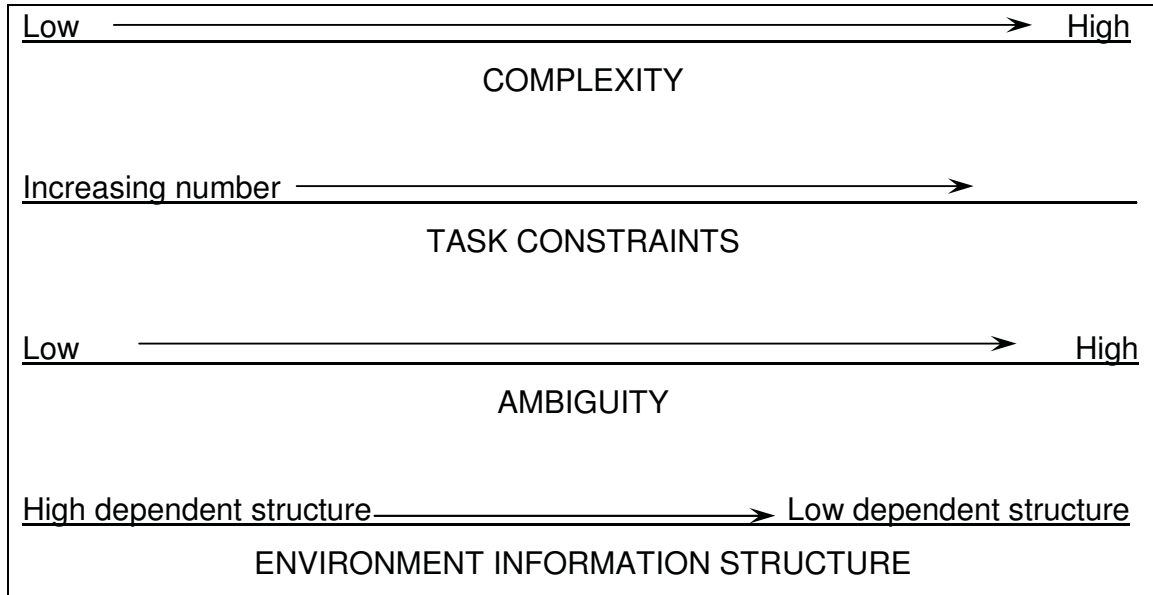 Low High
COMPLEXITY
Increasing number
TASK CONSTRAINTS
Low High
AMBIGUITY
High dependent structure Low dependent structure
ENVIRONMENT INFORMATION STRUCTURE